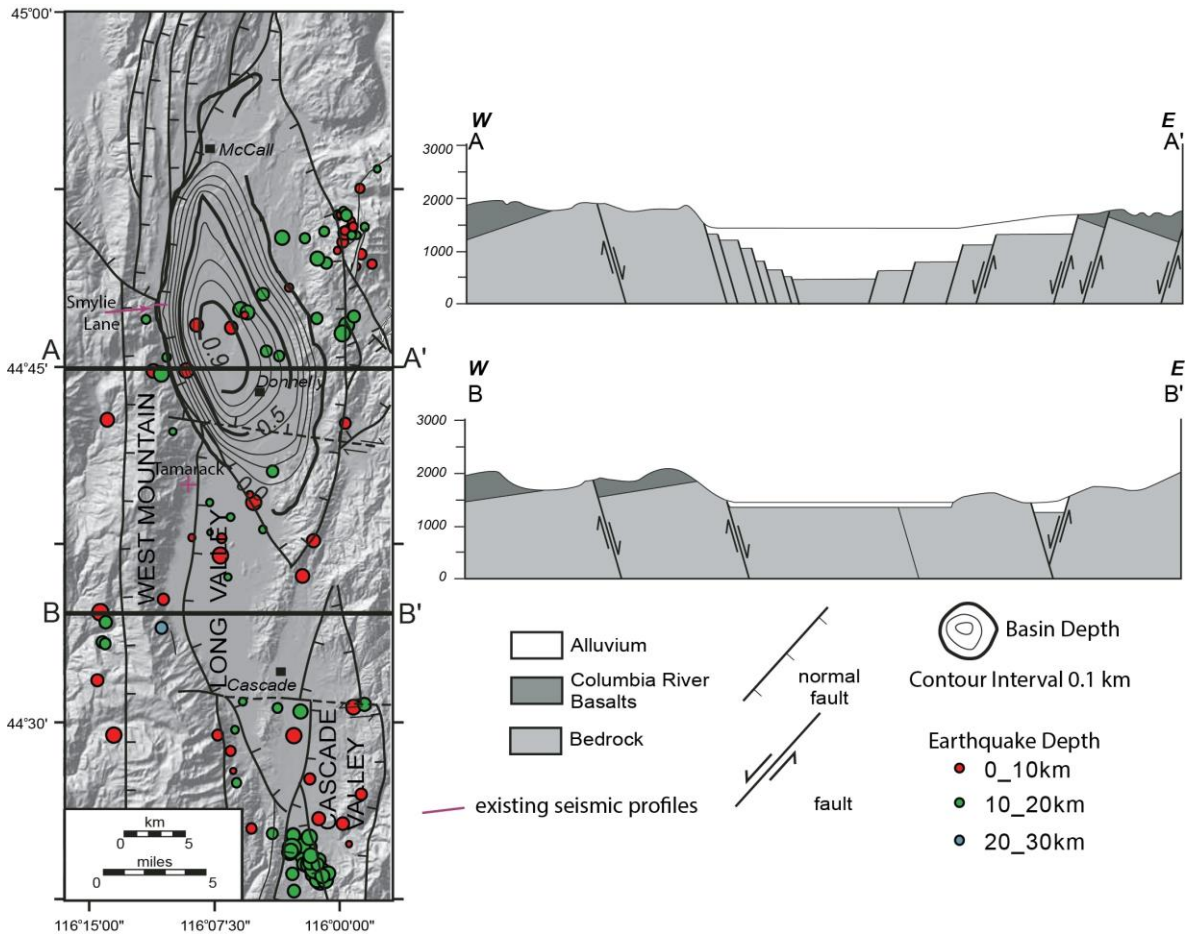 45°00'
McCall
Smylie
Lane
A
A'
44°45'
0.9
Donnelly
0.5
WEST MOUNTAIN
Tamarack
LONG VALLEY
B
B'
Cascade
44°30'
CASCADE
VALLEY
km
0 5
miles
0 5
116°15'00"
116°07'30"
116°00'00"
W
A
E
A'
3000
2000
1000
0
W
B
E
B'
3000
2000
1000
0
Alluvium
Columbia River
Basalts
Bedrock
existing seismic profiles
normal
fault
fault
Basin Depth
Contour Interval 0.1 km
Earthquake Depth
0_10km
10_20km
20_30km